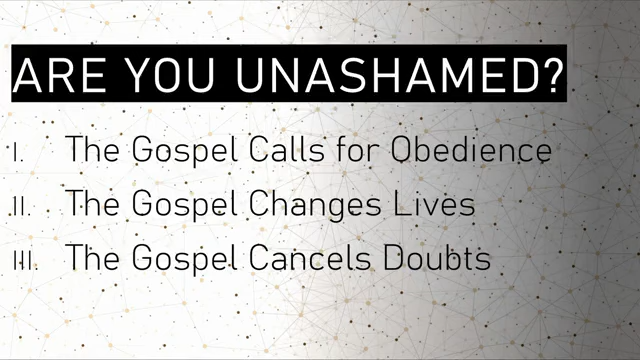 ARE YOU UNASHAMED?
I. The Gospel Calls for Obedience
II. The Gospel Changes Lives
III. The Gospel Cancels Doubts